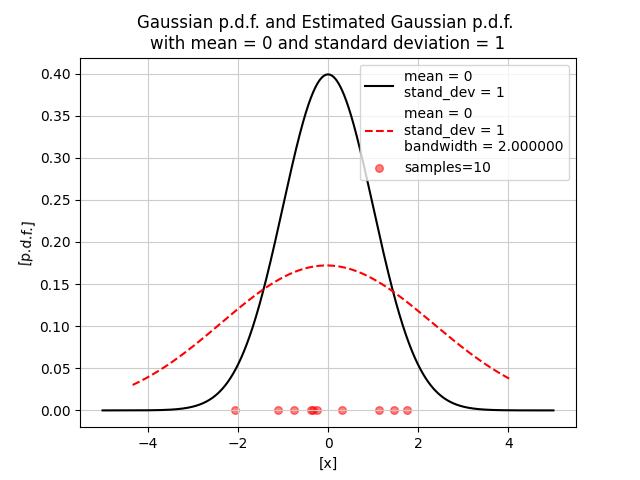 Gaussian p.d.f. and Estimated Gaussian p.d.f.
with mean = 0 and standard deviation = 1
mean = 0
stand_dev = 1
mean = 0
stand_dev = 1
bandwidth = 2.000000
samples=10
[p.d.f.]
0.40
0.35
0.30
0.25
0.20
0.15
0.10
0.05
0.00
−4
−2
0
2
4
[x]